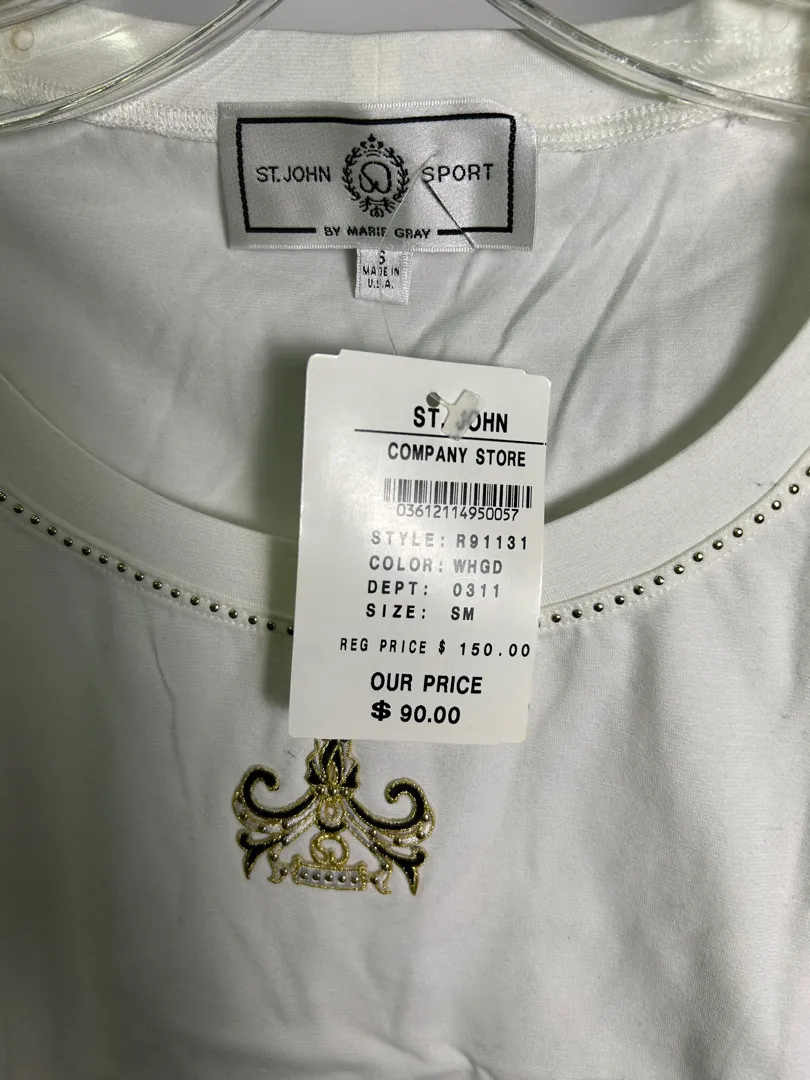 ST. JOHN SPORT
BY MARIE GRAY
S
MADE IN
U.S.A.
ST. JOHN
COMPANY STORE
03612114950057
STYLE: R91131
COLOR: WHGD
DEPT: 0311
SIZE: SM
REG PRICE $ 150.00
OUR PRICE
$ 90.00